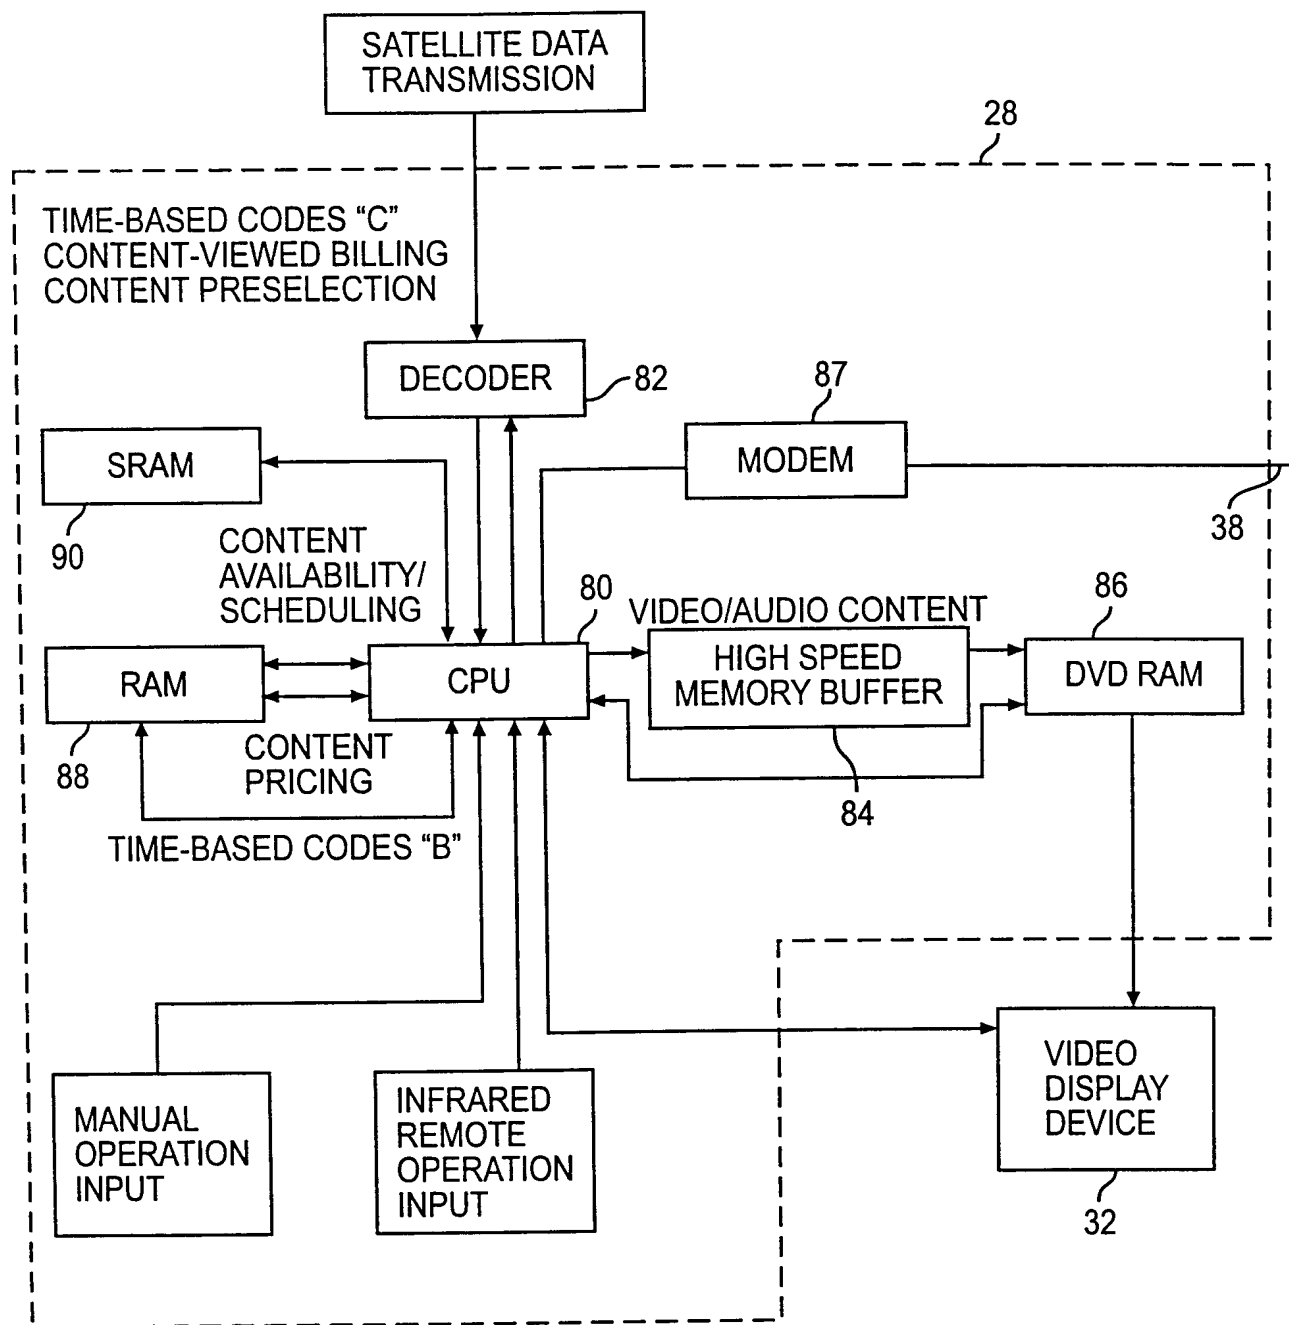 SATELLITE DATA
TRANSMISSION
28
TIME-BASED CODES “C”
CONTENT-VIEWED BILLING
CONTENT PRESELECTION
DECODER
82
87
MODEM
38
SRAM
90
CONTENT
AVAILABILITY/
SCHEDULING
80
VIDEO/AUDIO CONTENT
86
RAM
88
CPU
HIGH SPEED
MEMORY BUFFER
84
DVD RAM
CONTENT
PRICING
TIME-BASED CODES “B”
MANUAL
OPERATION
INPUT
INFRARED
REMOTE
OPERATION
INPUT
VIDEO
DISPLAY
DEVICE
32